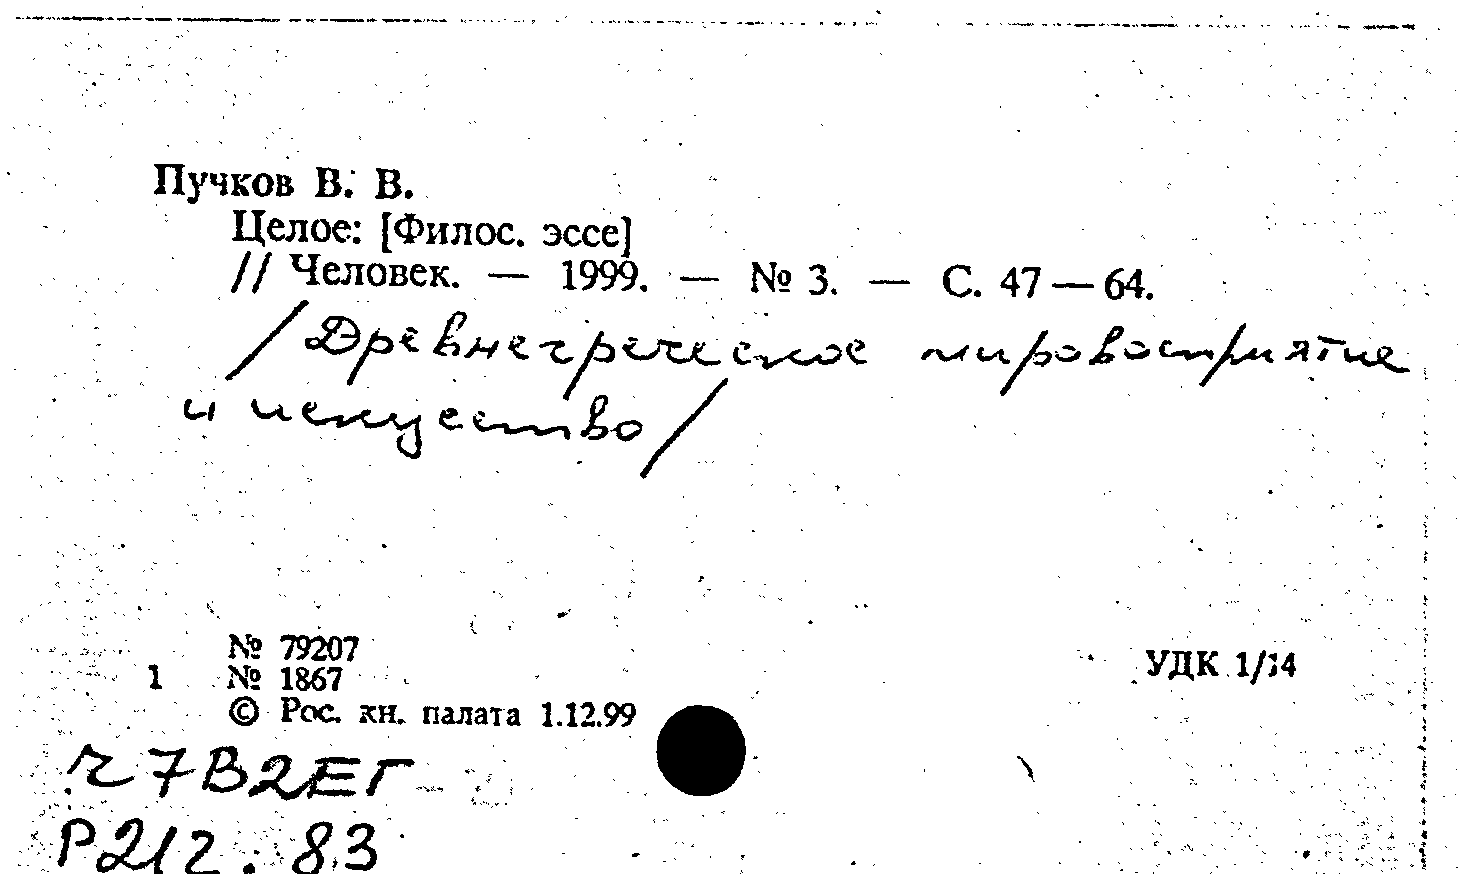 Пучков В. В.
Целое: [Филос. эссе]
// Человек. — 1999. — № 3. — С. 47—64.
/Древнегреческое мировосприятие
и искусство/
№ 79207
1 № 1867
© Рос. кн. палата 1.12.99
УДК 1/14
ч 7В2ЕГ
Р212.83